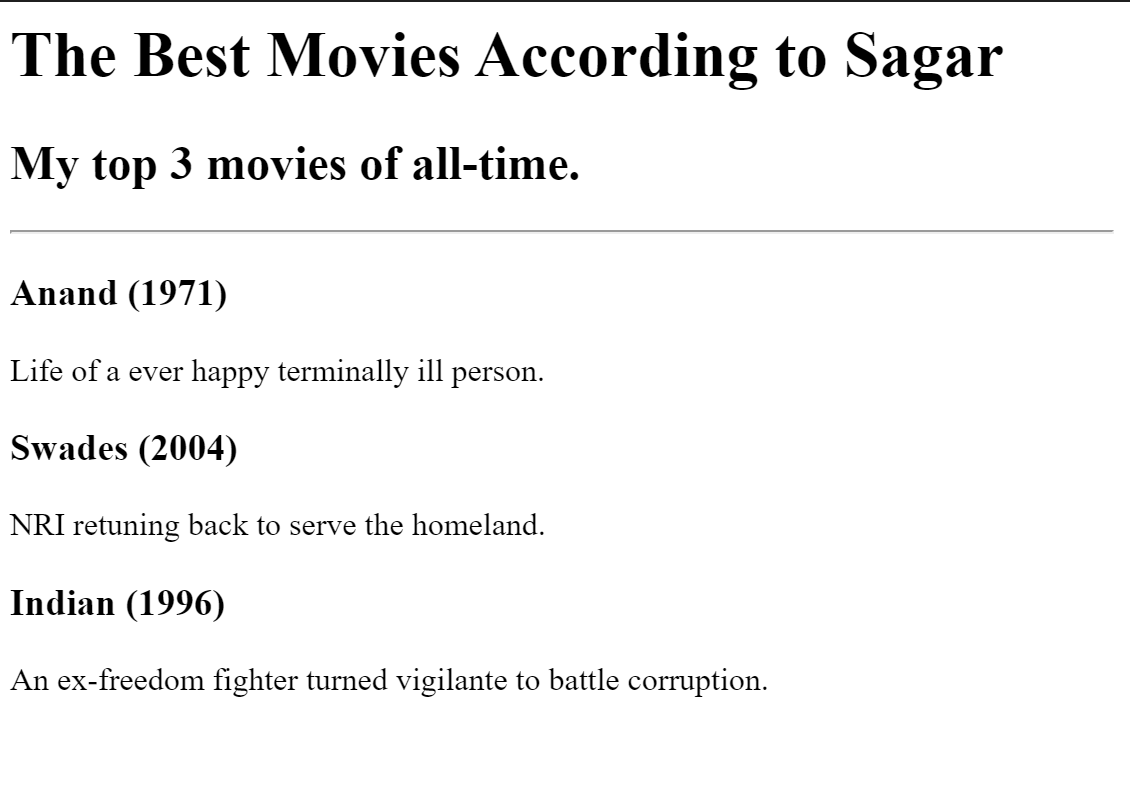 The Best Movies According to Sagar
My top 3 movies of all-time.
Anand (1971)
Life of a ever happy terminally ill person.
Swades (2004)
NRI retuning back to serve the homeland.
Indian (1996)
An ex-freedom fighter turned vigilante to battle corruption.